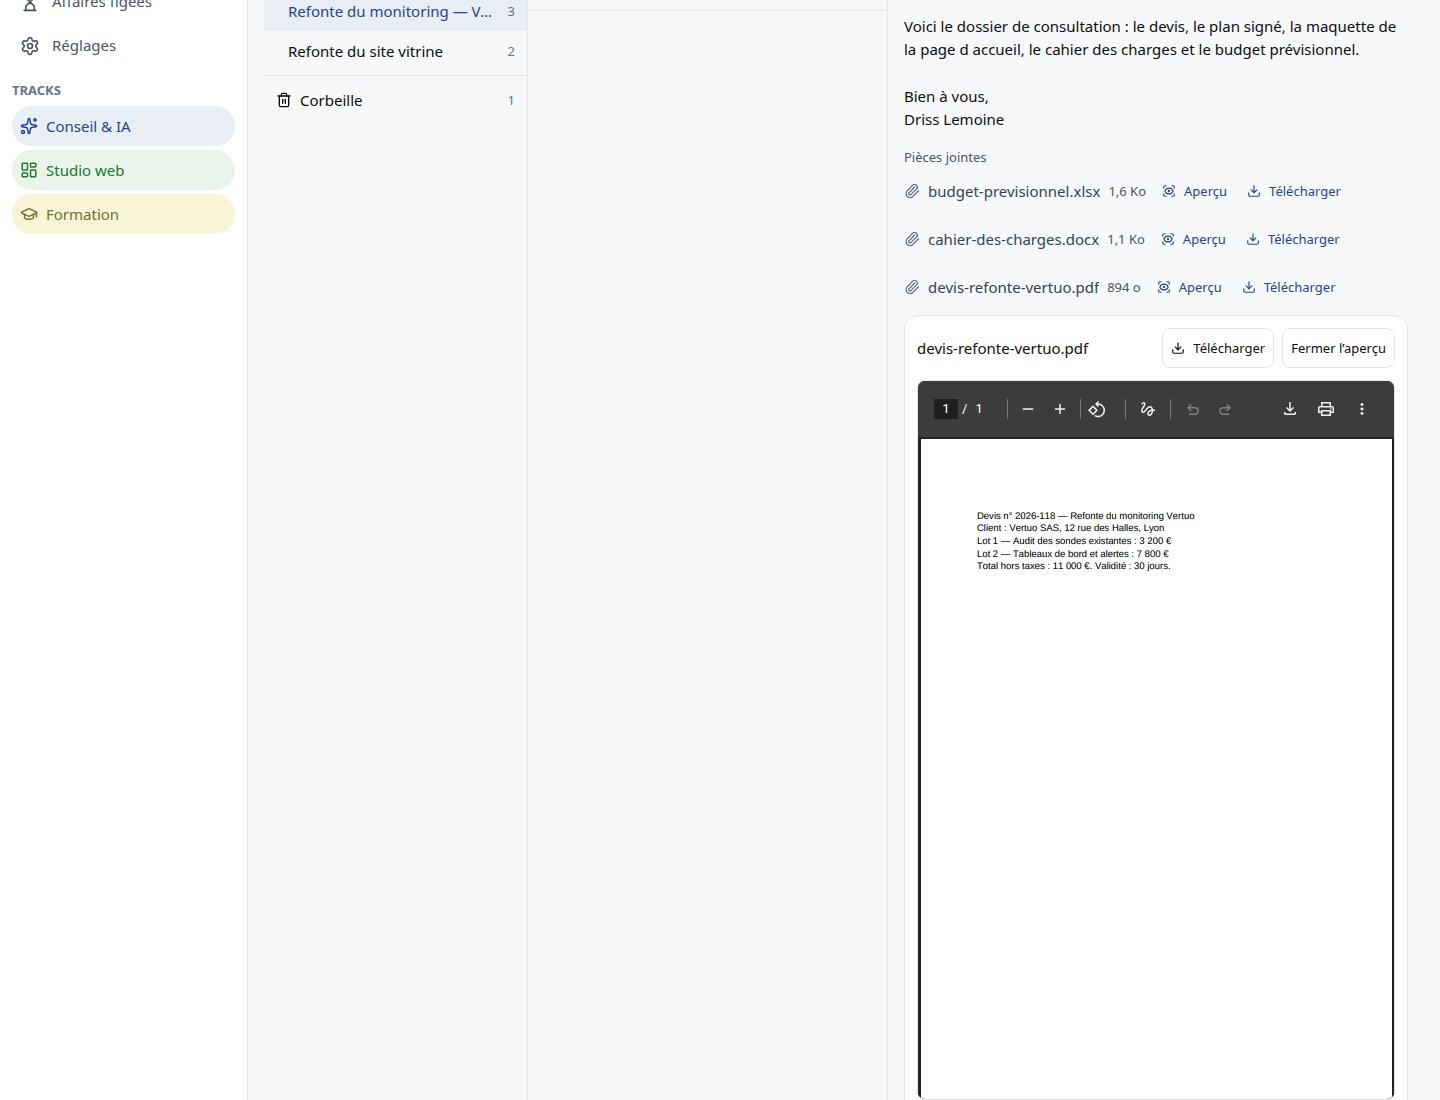 Affaires figées
Réglages
TRACKS
Conseil & IA
Studio web
Formation
Refonte du monitoring — V... 3
Refonte du site vitrine 2
Corbeille 1
Voici le dossier de consultation : le devis, le plan signé, la maquette de
la page d accueil, le cahier des charges et le budget prévisionnel.
Bien à vous,
Driss Lemoine
Pièces jointes
budget-previsionnel.xlsx 1,6 Ko Aperçu Télécharger
cahier-des-charges.docx 1,1 Ko Aperçu Télécharger
devis-refonte-vertuo.pdf 894 o Aperçu Télécharger
devis-refonte-vertuo.pdf Télécharger Fermer l’aperçu
1 / 1
Devis n° 2026-118 — Refonte du monitoring Vertuo
Client : Vertuo SAS, 12 rue des Halles, Lyon
Lot 1 — Audit des sondes existantes : 3 200 €
Lot 2 — Tableaux de bord et alertes : 7 800 €
Total hors taxes : 11 000 €. Validité : 30 jours.